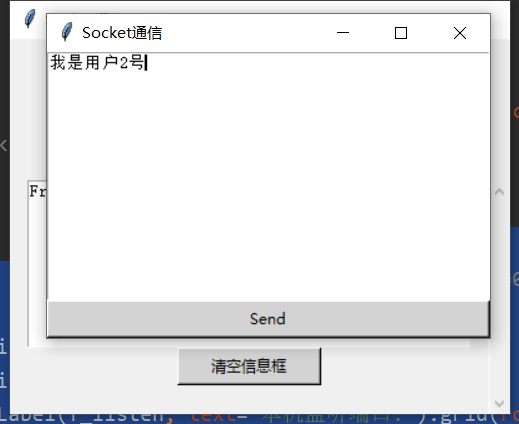 Socket通信
我是用户2号
Fr
Send
清空信息框
Label(f_listen, text="本机监听端口:").grid(ro